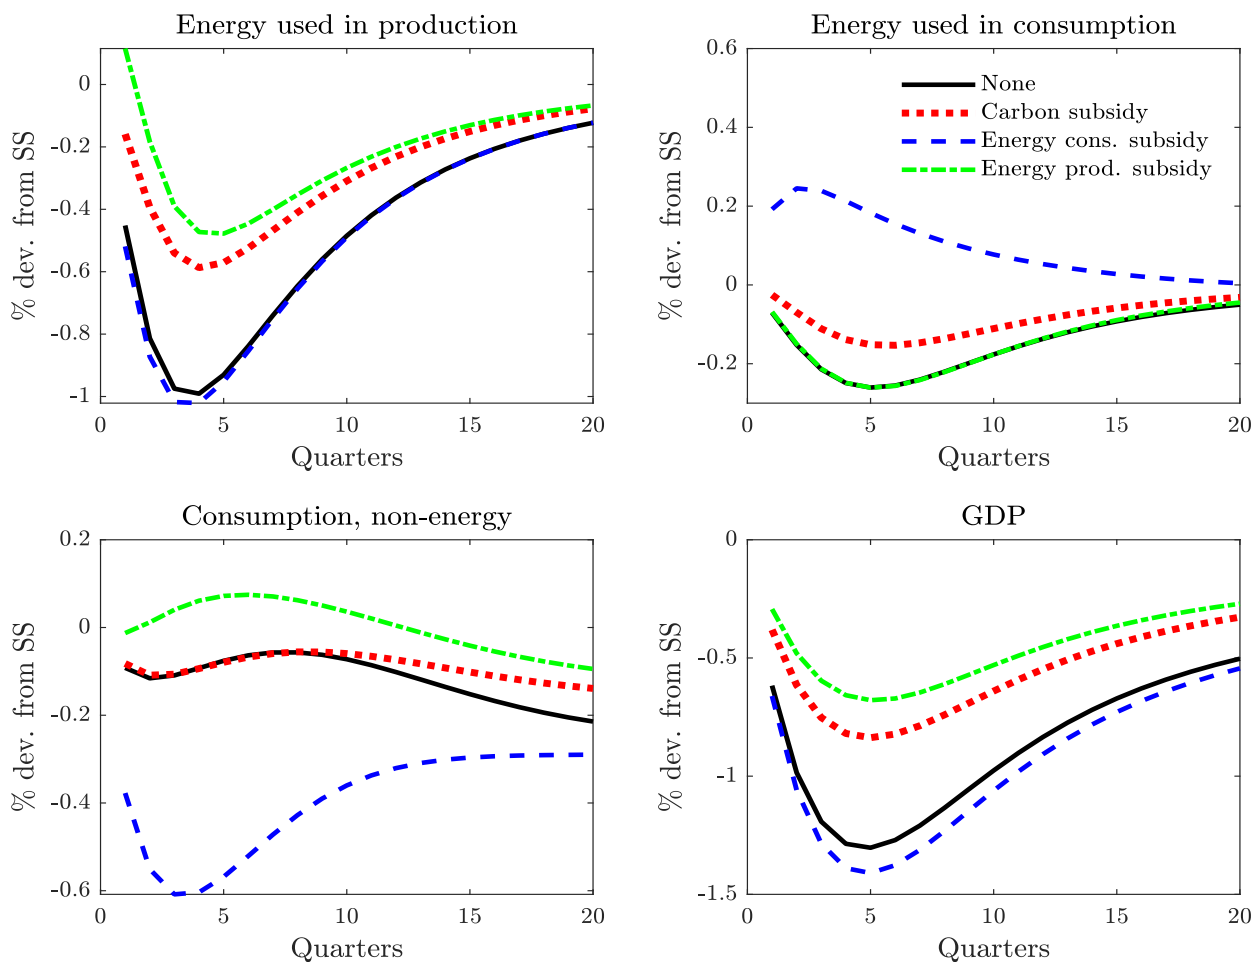 Energy used in production
% dev. from SS
0
-0.2
-0.4
-0.6
-0.8
-1
0 5 10 15 20
Quarters
Energy used in consumption
% dev. from SS
0.6
0.4
0.2
0
-0.2
0 5 10 15 20
Quarters
None
Carbon subsidy
Energy cons. subsidy
Energy prod. subsidy
Consumption, non-energy
% dev. from SS
0.2
0
-0.2
-0.4
-0.6
0 5 10 15 20
Quarters
GDP
% dev. from SS
0
-0.5
-1
-1.5
0 5 10 15 20
Quarters